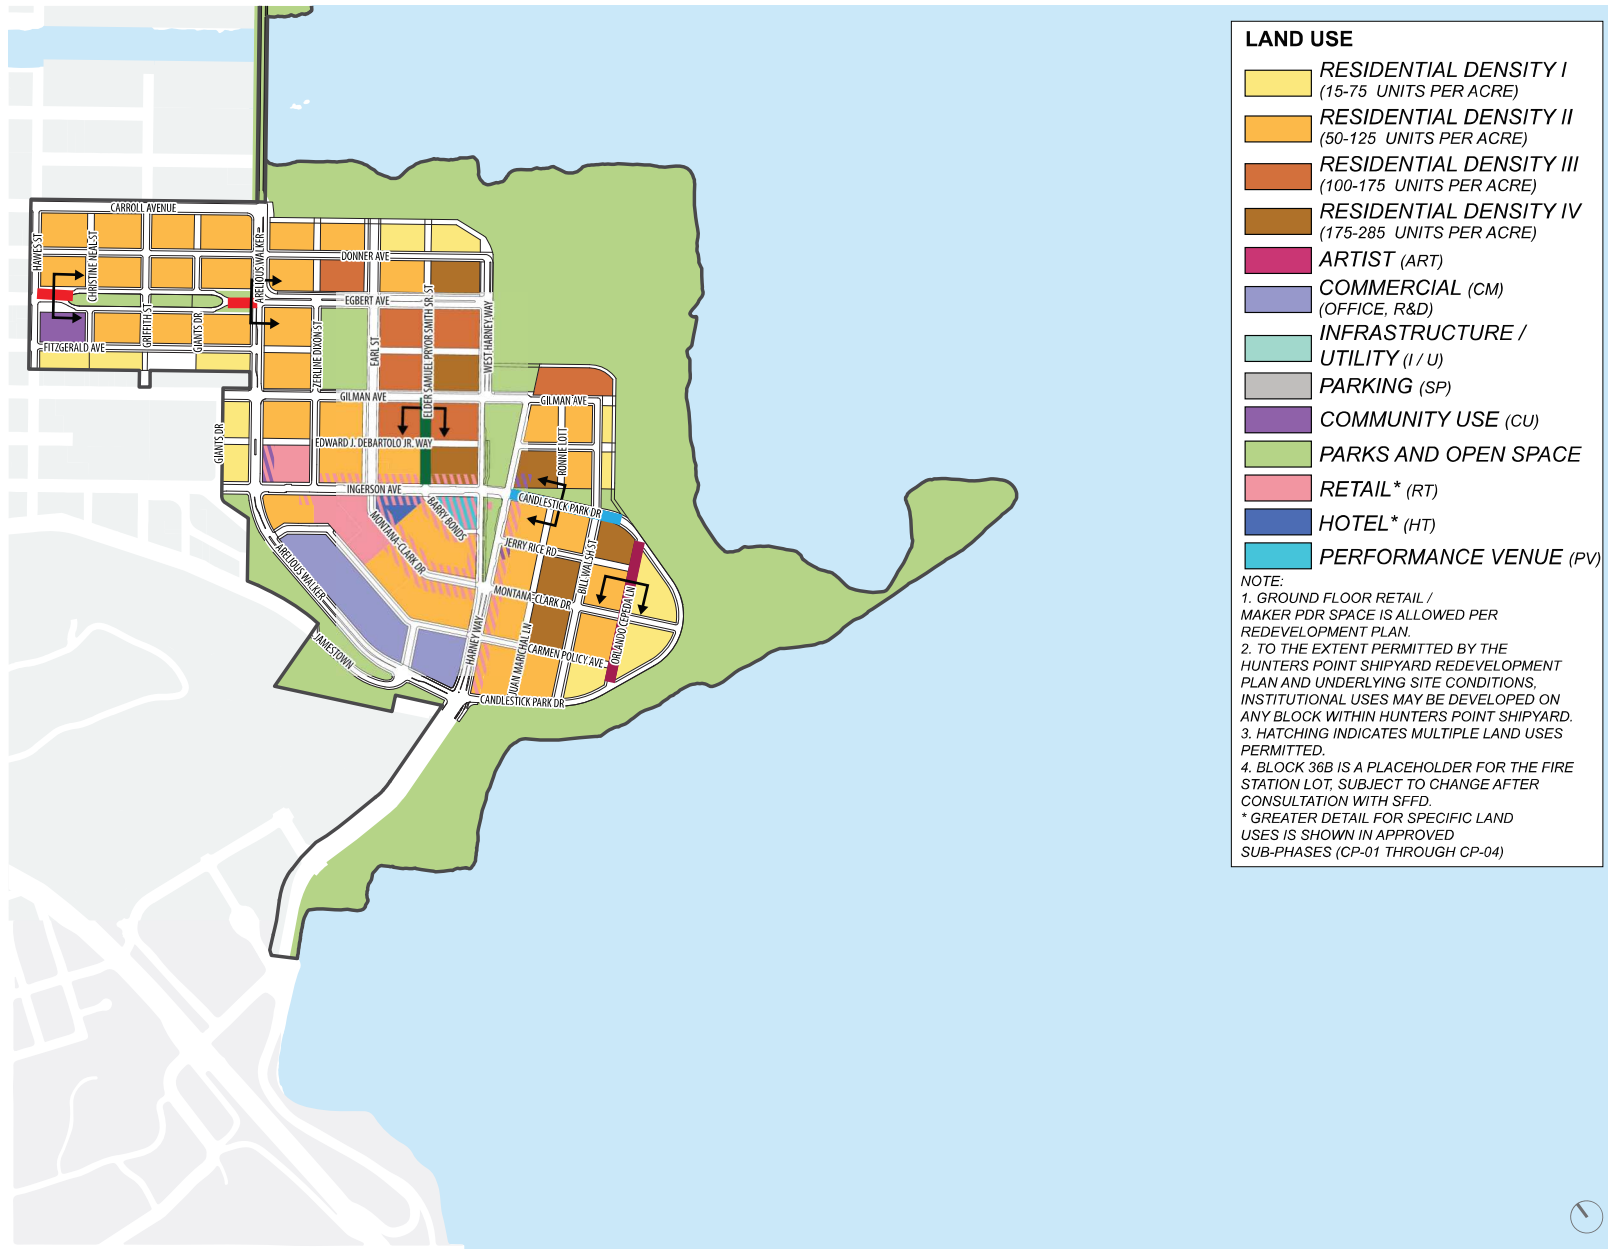 LAND USE
RESIDENTIAL DENSITY I
(15-75 UNITS PER ACRE)
RESIDENTIAL DENSITY II
(50-125 UNITS PER ACRE)
RESIDENTIAL DENSITY III
(100-175 UNITS PER ACRE)
RESIDENTIAL DENSITY IV
(175-285 UNITS PER ACRE)
ARTIST (ART)
COMMERCIAL (CM)
(OFFICE, R&D)
INFRASTRUCTURE /
UTILITY (I / U)
PARKING (SP)
COMMUNITY USE (CU)
PARKS AND OPEN SPACE
RETAIL* (RT)
HOTEL* (HT)
PERFORMANCE VENUE (PV)
NOTE:
1. GROUND FLOOR RETAIL /
MAKER PDR SPACE IS ALLOWED PER
REDEVELOPMENT PLAN.
2. TO THE EXTENT PERMITTED BY THE
HUNTERS POINT SHIPYARD REDEVELOPMENT
PLAN AND UNDERLYING SITE CONDITIONS,
INSTITUTIONAL USES MAY BE DEVELOPED ON
ANY BLOCK WITHIN HUNTERS POINT SHIPYARD.
3. HATCHING INDICATES MULTIPLE LAND USES
PERMITTED.
4. BLOCK 36B IS A PLACEHOLDER FOR THE FIRE
STATION LOT, SUBJECT TO CHANGE AFTER
CONSULTATION WITH SFFD.
* GREATER DETAIL FOR SPECIFIC LAND
USES IS SHOWN IN APPROVED
SUB-PHASES (CP-01 THROUGH CP-04)
CARROLL AVENUE
HAWES ST
CHRISTINE NEAL ST
GRIFFITH ST
GIANTS DR
ARELIOUS WALKER
DONNER AVE
EGBERT AVE
FITZGERALD AVE
ZERLINE DIXON ST
EARL ST
ELDER SAMUEL PRYOR SMITH SR. ST
WEST HARNEY WAY
GILMAN AVE
GILMAN AVE
GIANTS DR
EDWARD J. DEBARTOLO JR. WAY
RONNIE LOTT
INGERSON AVE
CANDLESTICK PARK DR
BARRY BONDS
MONTANA-CLARK DR
JERRY RICE RD
BILL WALSH ST
ARELIOUS WALKER
MONTANA-CLARK DR
ORLANDO CEPEDA LN
HARNEY WAY
JUAN MARICHAL LN
CARMEN POLICY AVE
JAMESTOWN
CANDLESTICK PARK DR